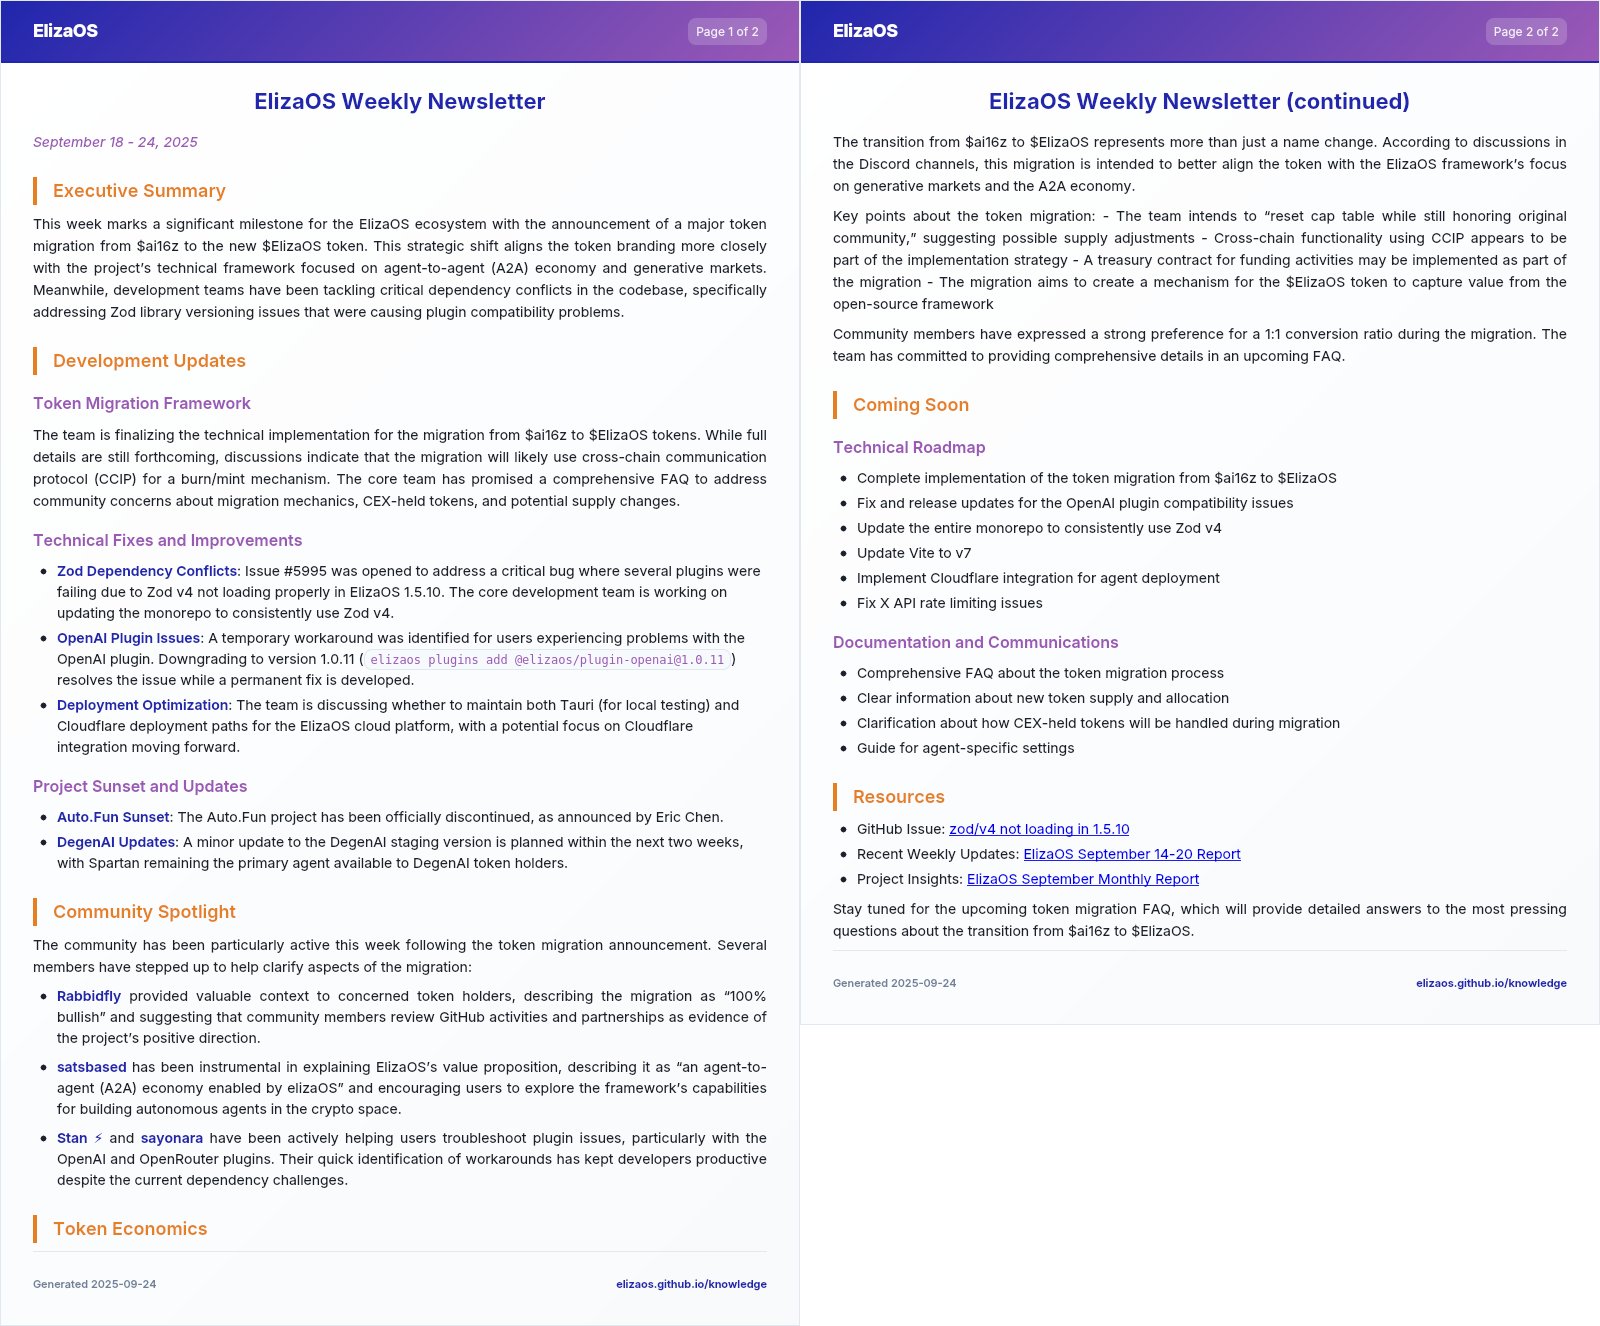 ElizaOS
Page 1 of 2
ElizaOS Weekly Newsletter
September 18 - 24, 2025
Executive Summary
This week marks a significant milestone for the ElizaOS ecosystem with the announcement of a major token
migration from $ai16z to the new $ElizaOS token. This strategic shift aligns the token branding more closely
with the project’s technical framework focused on agent-to-agent (A2A) economy and generative markets.
Meanwhile, development teams have been tackling critical dependency conflicts in the codebase, specifically
addressing Zod library versioning issues that were causing plugin compatibility problems.
Development Updates
Token Migration Framework
The team is finalizing the technical implementation for the migration from $ai16z to $ElizaOS tokens. While full
details are still forthcoming, discussions indicate that the migration will likely use cross-chain communication
protocol (CCIP) for a burn/mint mechanism. The core team has promised a comprehensive FAQ to address
community concerns about migration mechanics, CEX-held tokens, and potential supply changes.
Technical Fixes and Improvements
• Zod Dependency Conflicts: Issue #5995 was opened to address a critical bug where several plugins were
failing due to Zod v4 not loading properly in ElizaOS 1.5.10. The core development team is working on
updating the monorepo to consistently use Zod v4.
• OpenAI Plugin Issues: A temporary workaround was identified for users experiencing problems with the
OpenAI plugin. Downgrading to version 1.0.11 (elizaos plugins add @elizaos/plugin-openai@1.0.11)
resolves the issue while a permanent fix is developed.
• Deployment Optimization: The team is discussing whether to maintain both Tauri (for local testing) and
Cloudflare deployment paths for the ElizaOS cloud platform, with a potential focus on Cloudflare
integration moving forward.
Project Sunset and Updates
• Auto.Fun Sunset: The Auto.Fun project has been officially discontinued, as announced by Eric Chen.
• DegenAI Updates: A minor update to the DegenAI staging version is planned within the next two weeks,
with Spartan remaining the primary agent available to DegenAI token holders.
Community Spotlight
The community has been particularly active this week following the token migration announcement. Several
members have stepped up to help clarify aspects of the migration:
• Rabbidfly provided valuable context to concerned token holders, describing the migration as “100%
bullish” and suggesting that community members review GitHub activities and partnerships as evidence of
the project’s positive direction.
• satsbased has been instrumental in explaining ElizaOS’s value proposition, describing it as “an agent-to-
agent (A2A) economy enabled by elizaOS” and encouraging users to explore the framework’s capabilities
for building autonomous agents in the crypto space.
• Stan ⚡ and sayonara have been actively helping users troubleshoot plugin issues, particularly with the
OpenAI and OpenRouter plugins. Their quick identification of workarounds has kept developers productive
despite the current dependency challenges.
Token Economics
Generated 2025-09-24
elizaos.github.io/knowledge
ElizaOS
Page 2 of 2
ElizaOS Weekly Newsletter (continued)
The transition from $ai16z to $ElizaOS represents more than just a name change. According to discussions in
the Discord channels, this migration is intended to better align the token with the ElizaOS framework’s focus
on generative markets and the A2A economy.
Key points about the token migration: - The team intends to “reset cap table while still honoring original
community,” suggesting possible supply adjustments - Cross-chain functionality using CCIP appears to be
part of the implementation strategy - A treasury contract for funding activities may be implemented as part of
the migration - The migration aims to create a mechanism for the $ElizaOS token to capture value from the
open-source framework
Community members have expressed a strong preference for a 1:1 conversion ratio during the migration. The
team has committed to providing comprehensive details in an upcoming FAQ.
Coming Soon
Technical Roadmap
• Complete implementation of the token migration from $ai16z to $ElizaOS
• Fix and release updates for the OpenAI plugin compatibility issues
• Update the entire monorepo to consistently use Zod v4
• Update Vite to v7
• Implement Cloudflare integration for agent deployment
• Fix X API rate limiting issues
Documentation and Communications
• Comprehensive FAQ about the token migration process
• Clear information about new token supply and allocation
• Clarification about how CEX-held tokens will be handled during migration
• Guide for agent-specific settings
Resources
• GitHub Issue: zod/v4 not loading in 1.5.10
• Recent Weekly Updates: ElizaOS September 14-20 Report
• Project Insights: ElizaOS September Monthly Report
Stay tuned for the upcoming token migration FAQ, which will provide detailed answers to the most pressing
questions about the transition from $ai16z to $ElizaOS.
Generated 2025-09-24
elizaos.github.io/knowledge